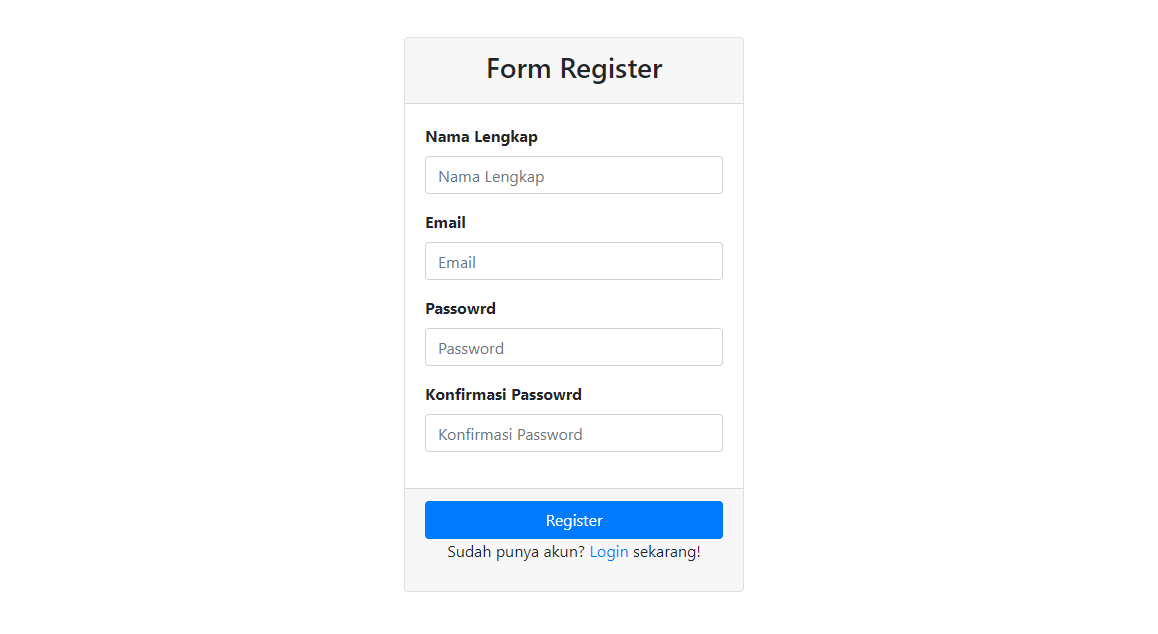 Form Register
Nama Lengkap
Nama Lengkap
Email
Email
Passowrd
Password
Konfirmasi Passowrd
Konfirmasi Password
Register
Sudah punya akun? Login sekarang!